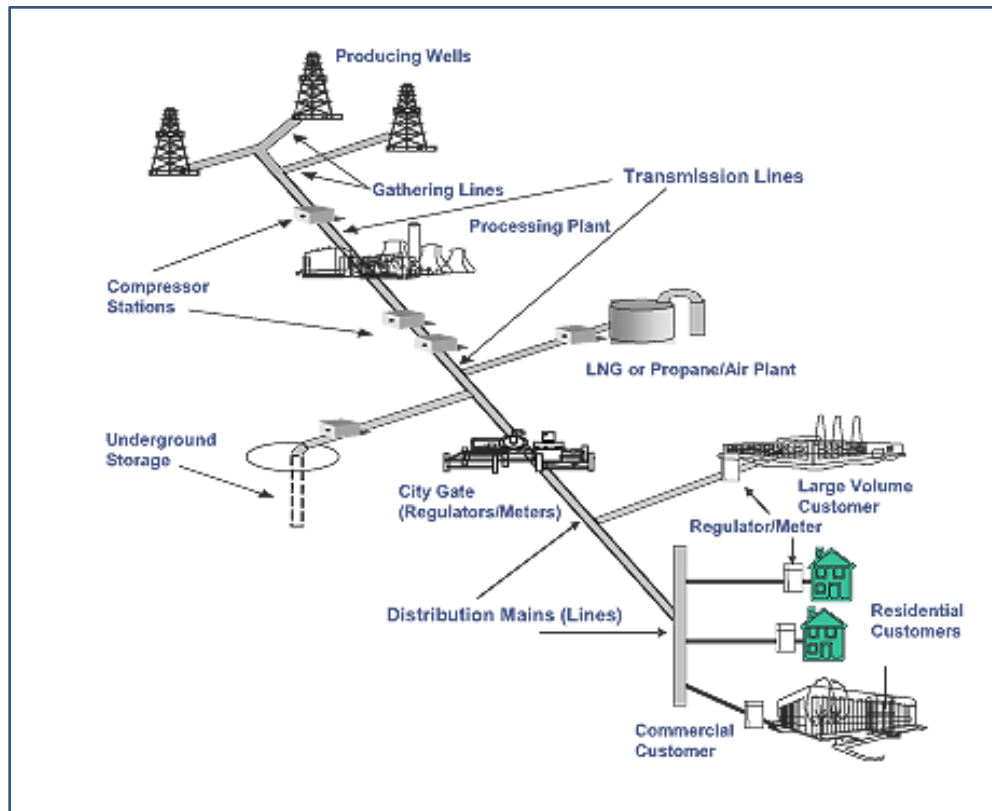 Producing Wells
Gathering Lines
Transmission Lines
Processing Plant
Compressor
Stations
LNG or Propane/Air Plant
Underground
Storage
City Gate
(Regulators/Meters)
Large Volume
Customer
Regulator/Meter
Distribution Mains (Lines)
Residential
Customers
Commercial
Customer